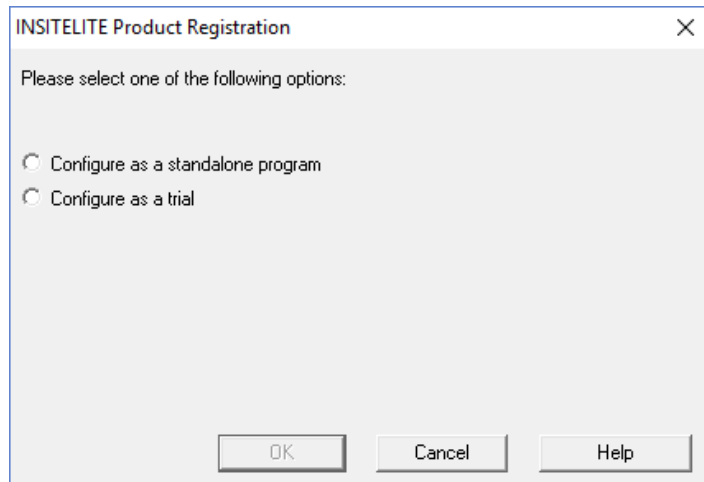 INSITELITE Product Registration
Please select one of the following options:
Configure as a standalone program
Configure as a trial
OK
Cancel
Help